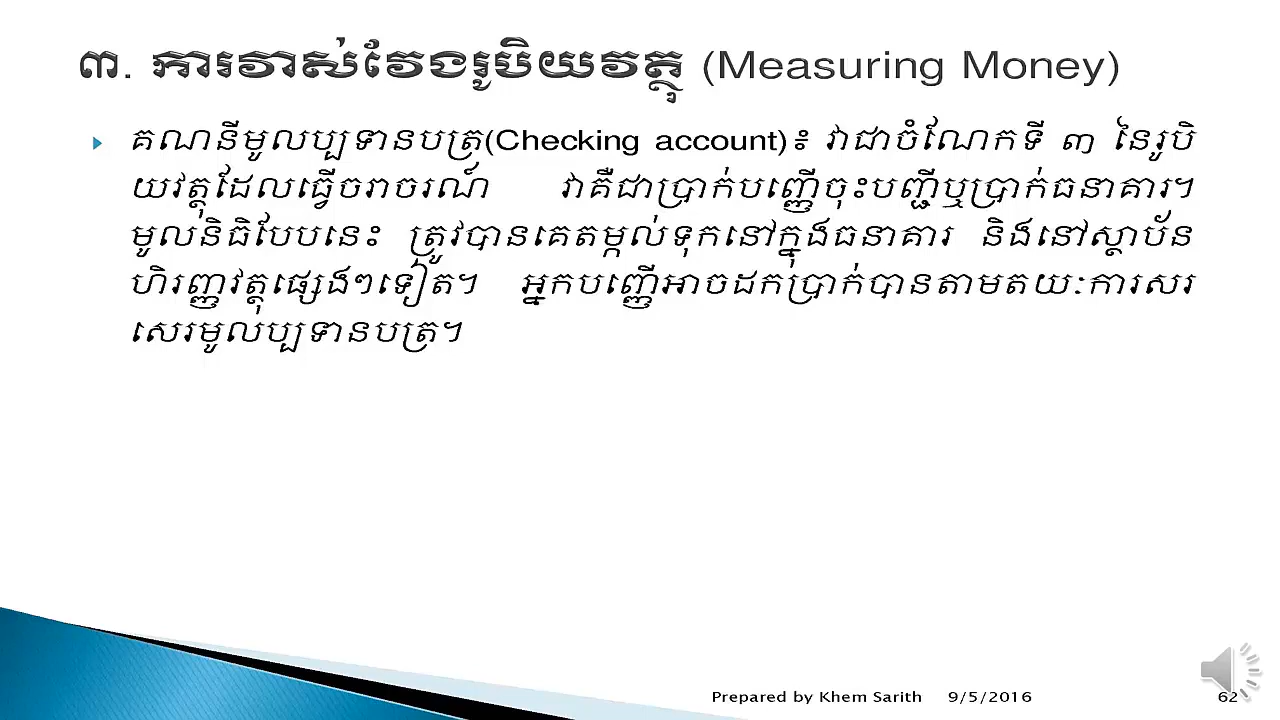 ៣. ការវាស់វែងរូបិយវត្ថុ (Measuring Money)
គណនីមូលប្បទានបត្រ(Checking account)៖ វាជាចំណែកទី ៣ នៃរូបិ
យវត្ថុដែលធ្វើចរាចរណ៍ វាគឺជាប្រាក់បញ្ញើចុះបញ្ជីឬប្រាក់ធនាគារ។
មូលនិធិបែបនេះ ត្រូវបានគេតម្កល់ទុកនៅក្នុងធនាគារ និងនៅស្ថាប័ន
ហិរញ្ញវត្ថុផ្សេងៗទៀត។ អ្នកបញ្ញើអាចដកប្រាក់បានតាមតយៈការសរ
សេរមូលប្បទានបត្រ។
Prepared by Khem Sarith 9/5/2016 62